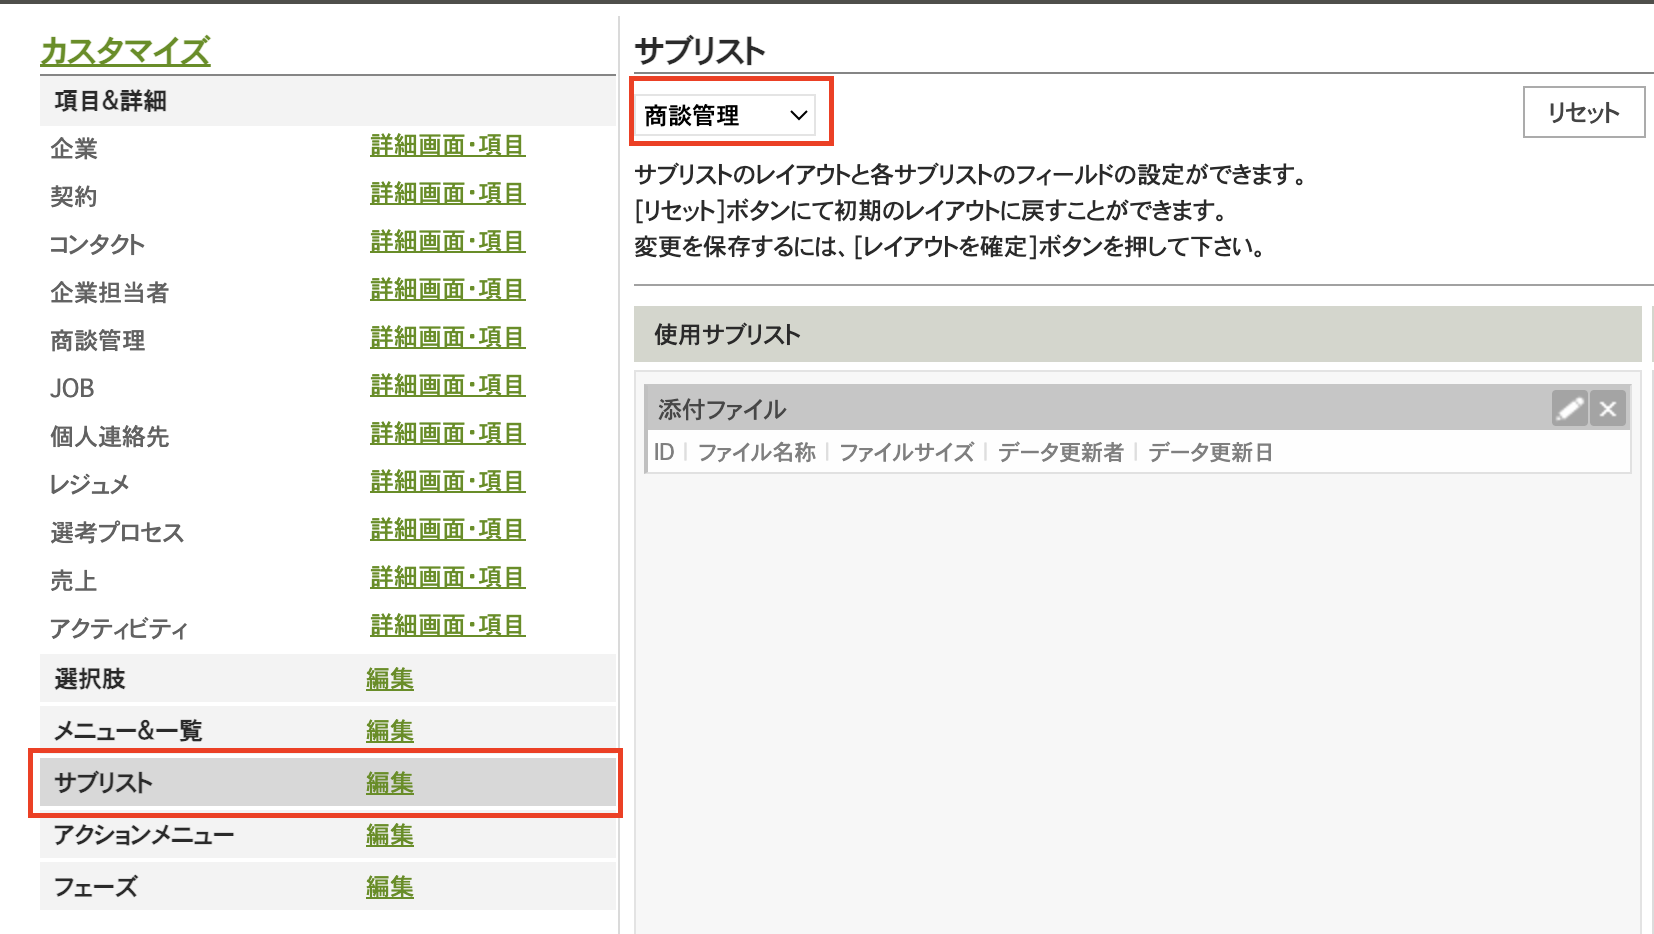 カスタマイズ
項目&詳細
企業 詳細画面・項目
契約 詳細画面・項目
コンタクト 詳細画面・項目
企業担当者 詳細画面・項目
商談管理 詳細画面・項目
JOB 詳細画面・項目
個人連絡先 詳細画面・項目
レジュメ 詳細画面・項目
選考プロセス 詳細画面・項目
売上 詳細画面・項目
アクティビティ 詳細画面・項目
選択肢 編集
メニュー&一覧 編集
サブリスト 編集
アクションメニュー 編集
フェーズ 編集
サブリスト
商談管理
リセット
サブリストのレイアウトと各サブリストのフィールドの設定ができます。
[リセット]ボタンにて初期のレイアウトに戻すことができます。
変更を保存するには、[レイアウトを確定]ボタンを押して下さい。
使用サブリスト
添付ファイル
ID ファイル名称 ファイルサイズ データ更新者 データ更新日